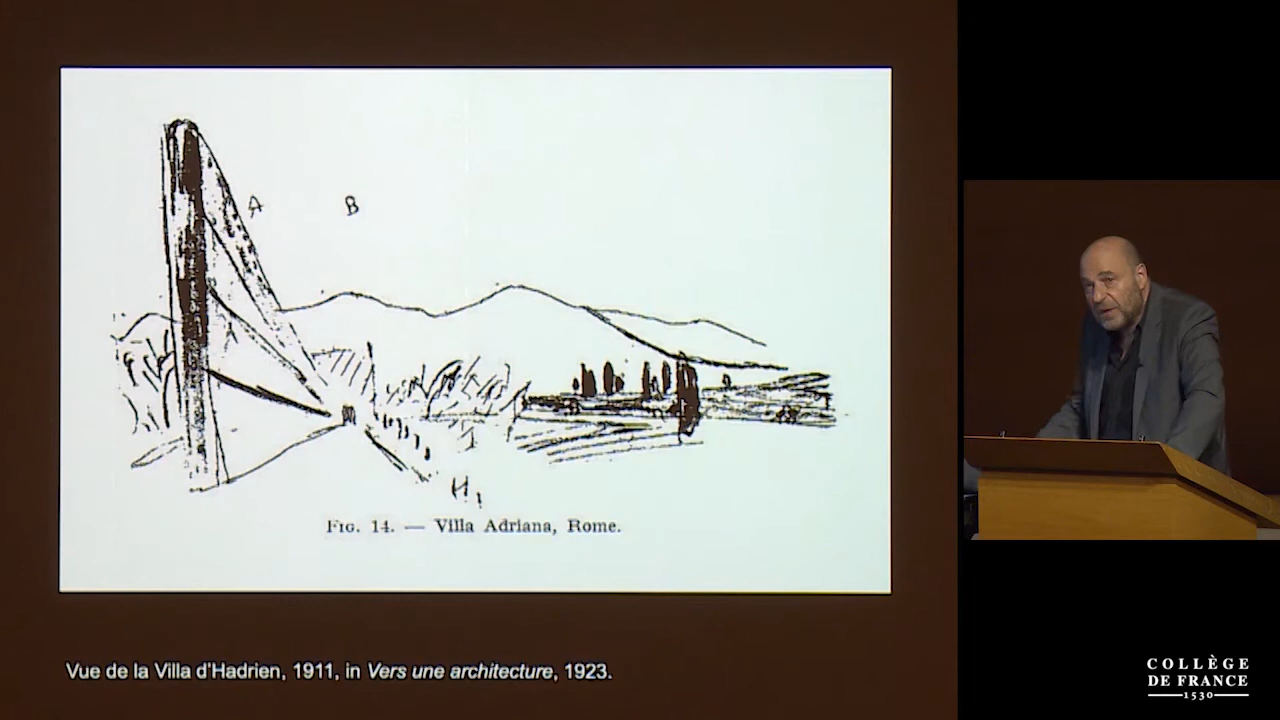 A
B
H
FIG. 14. — Villa Adriana, Rome.
Vue de la Villa d'Hadrien, 1911, in Vers une architecture, 1923.
COLLÈGE
DE FRANCE
1530